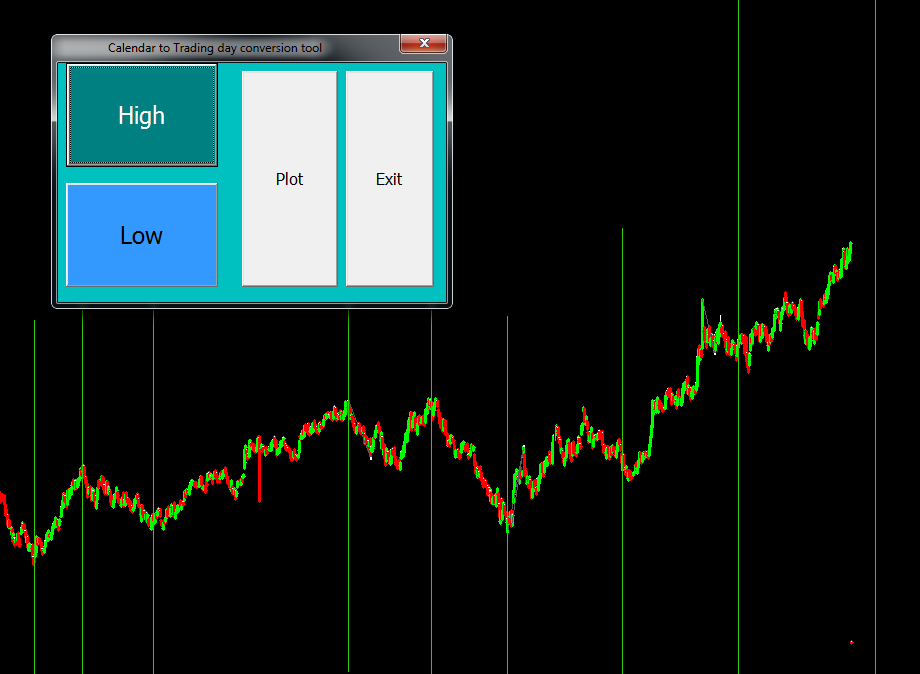 Calendar to Trading day conversion tool
High
Low
Plot
Exit